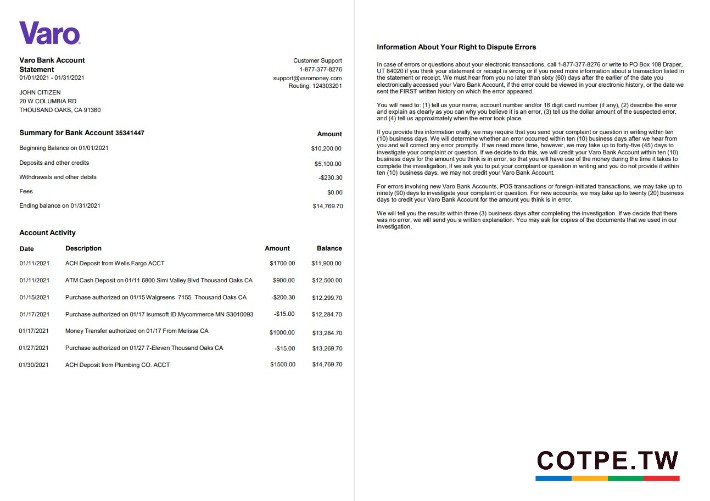 Varo
Varo Bank Account
Statement
01/01/2021 - 01/31/2021
JOHN CITIZEN
20 W COLUMBIA RD
THOUSAND OAKS, CA 91360
Customer Support
1-877-377-8276
support@varomoney.com
Routing: 124303201
Summary for Bank Account 35341447 Amount
Beginning Balance on 01/01/2021 $10,200.00
Deposits and other credits $5,100.00
Withdrawals and other debits -$230.30
Fees $0.00
Ending balance on 01/31/2021 $14,769.70
Account Activity
Date Description Amount Balance
01/11/2021 ACH Deposit from Wells Fargo ACCT $1700.00 $11,900.00
01/11/2021 ATM Cash Deposit on 01/11 6800 Simi Valley Blvd Thousand Oaks CA $900.00 $12,500.00
01/15/2021 Purchase authorized on 01/15 Walgreens 7155 Thousand Oaks CA -$200.30 $12,299.70
01/17/2021 Purchase authorized on 01/17 Isumsoft ID Mycommerce MN S3010093 -$15.00 $12,284.70
01/17/2021 Money Transfer authorized on 01/17 From Melissa CA $1000.00 $13,284.70
01/27/2021 Purchase authorized on 01/27 7-Eleven Thousand Oaks CA -$15.00 $13,269.70
01/30/2021 ACH Deposit from Plumbing CO. ACCT $1500.00 $14,769.70
Information About Your Right to Dispute Errors
In case of errors or questions about your electronic transactions, call 1-877-377-8276 or write to PO Box 108 Draper,
UT 84020 if you think your statement or receipt is wrong or if you need more information about a transaction listed in
the statement or receipt. We must hear from you no later than sixty (60) days after the earlier of the date you
electronically accessed your Varo Bank Account, if the error could be viewed in your electronic history, or the date we
sent the FIRST written history on which the error appeared.
You will need to: (1) tell us your name, account number and/or 16 digit card number (if any), (2) describe the error
and explain as clearly as you can why you believe it is an error, (3) tell us the dollar amount of the suspected error,
and (4) tell us approximately when the error took place.
If you provide this information orally, we may require that you send your complaint or question in writing within ten
(10) business days. We will determine whether an error occurred within ten (10) business days after we hear from
you and will correct any error promptly. If we need more time, however, we may take up to forty-five (45) days to
investigate your complaint or question. If we decide to do this, we will credit your Varo Bank Account within ten (10)
business days for the amount you think is in error, so that you will have use of the money during the time it takes to
complete the investigation. If we ask you to put your complaint or question in writing and you do not provide it within
ten (10) business days, we may not credit your Varo Bank Account.
For errors involving new Varo Bank Accounts, POS transactions or foreign-initiated transactions, we may take up to
ninety (90) days to investigate your complaint or question. For new accounts, we may take up to twenty (20) business
days to credit your Varo Bank Account for the amount you think is in error.
We will tell you the results within three (3) business days after completing the investigation. If we decide that there
was no error, we will send you a written explanation. You may ask for copies of the documents that we used in our
investigation.
COTPE.TW